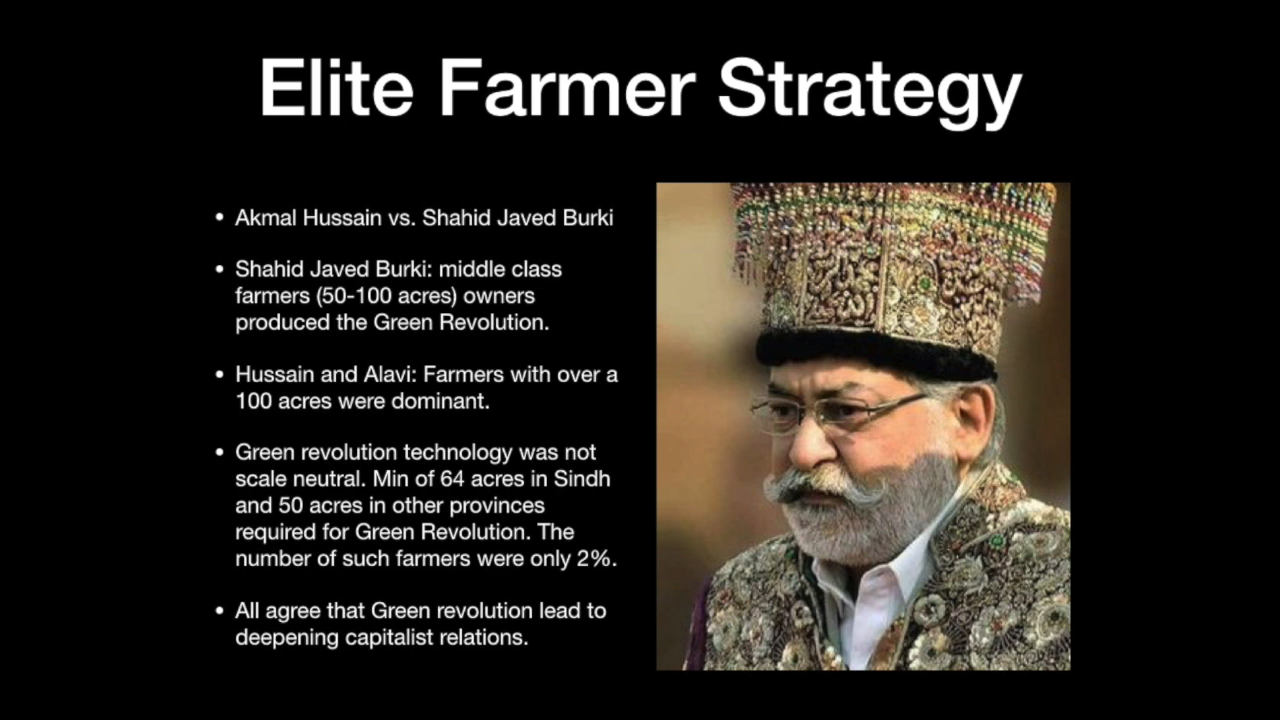 Elite Farmer Strategy
• Akmal Hussain vs. Shahid Javed Burki
• Shahid Javed Burki: middle class
farmers (50-100 acres) owners
produced the Green Revolution.
• Hussain and Alavi: Farmers with over a
100 acres were dominant.
• Green revolution technology was not
scale neutral. Min of 64 acres in Sindh
and 50 acres in other provinces
required for Green Revolution. The
number of such farmers were only 2%.
• All agree that Green revolution lead to
deepening capitalist relations.